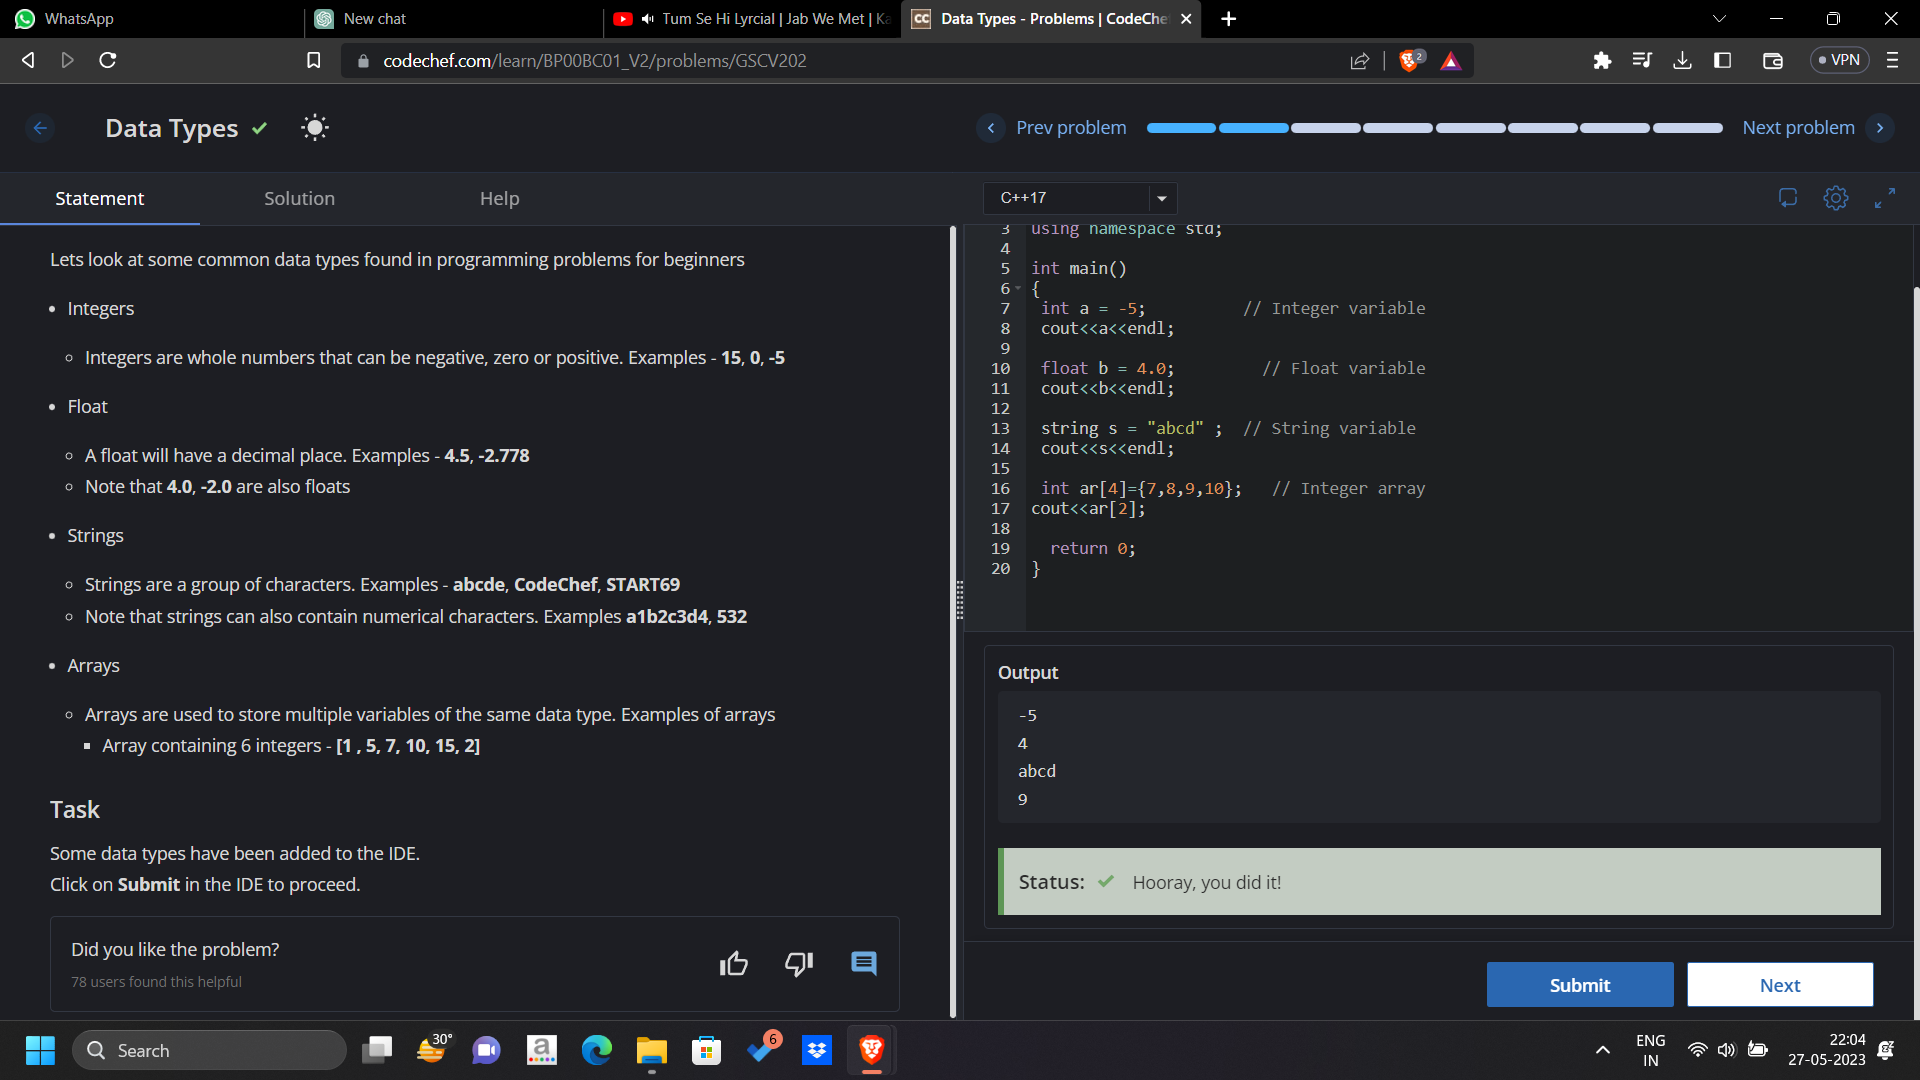 WhatsApp
New chat
Tum Se Hi Lyrcial | Jab We Met | Ka
CC Data Types - Problems | CodeChef
codechef.com/learn/BP00BC01_V2/problems/GSCV202
2
VPN
Data Types
Prev problem
Next problem
Statement
Solution
Help
Lets look at some common data types found in programming problems for beginners
• Integers
Integers are whole numbers that can be negative, zero or positive. Examples - 15, 0, -5
• Float
A float will have a decimal place. Examples - 4.5, -2.778
Note that 4.0, -2.0 are also floats
• Strings
Strings are a group of characters. Examples - abcde, CodeChef, START69
Note that strings can also contain numerical characters. Examples a1b2c3d4, 532
• Arrays
Arrays are used to store multiple variables of the same data type. Examples of arrays
Array containing 6 integers - [1 , 5, 7, 10, 15, 2]
Task
Some data types have been added to the IDE.
Click on Submit in the IDE to proceed.
Did you like the problem?
78 users found this helpful
C++17
3 using namespace std;
4
5 int main()
6 {
7 int a = -5; // Integer variable
8 cout<<a<<endl;
9
10 float b = 4.0; // Float variable
11 cout<<b<<endl;
12
13 string s = "abcd" ; // String variable
14 cout<<s<<endl;
15
16 int ar[4]={7,8,9,10}; // Integer array
17 cout<<ar[2];
18
19 return 0;
20 }
Output
-5
4
abcd
9
Status: Hooray, you did it!
Submit
Next
Search
30°
a
6
ENG
IN
22:04
27-05-2023